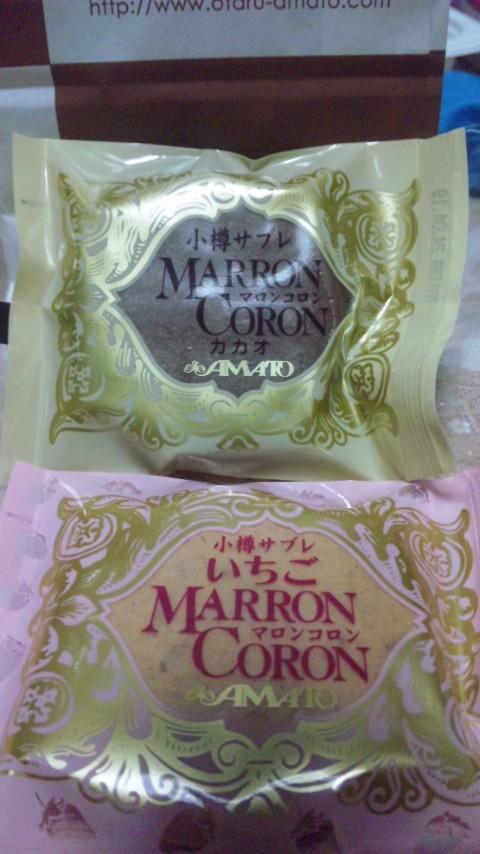 http://www.otaru-amato.com
小樽サブレ
MARRON
マロンコロン
CORON
カカオ
the AMATO
小樽サブレ
いちご
MARRON
マロンコロン
CORON
the AMATO